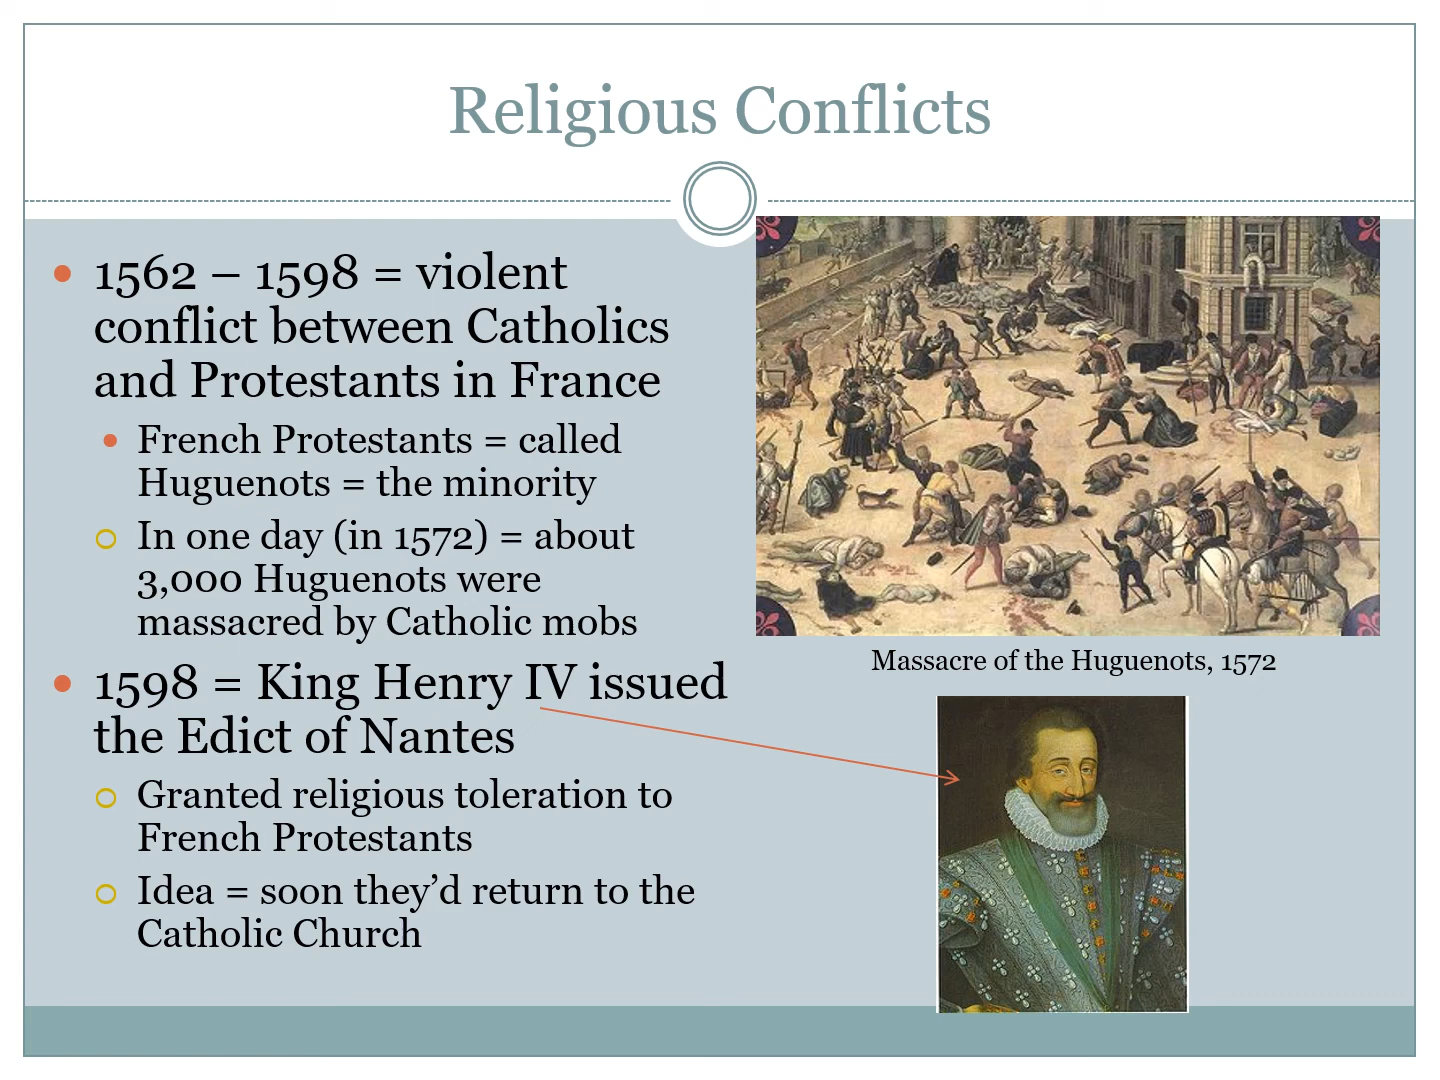 Religious Conflicts
1562 – 1598 = violent
conflict between Catholics
and Protestants in France
French Protestants = called
Huguenots = the minority
In one day (in 1572) = about
3,000 Huguenots were
massacred by Catholic mobs
1598 = King Henry IV issued
the Edict of Nantes
Granted religious toleration to
French Protestants
Idea = soon they’d return to the
Catholic Church
Massacre of the Huguenots, 1572